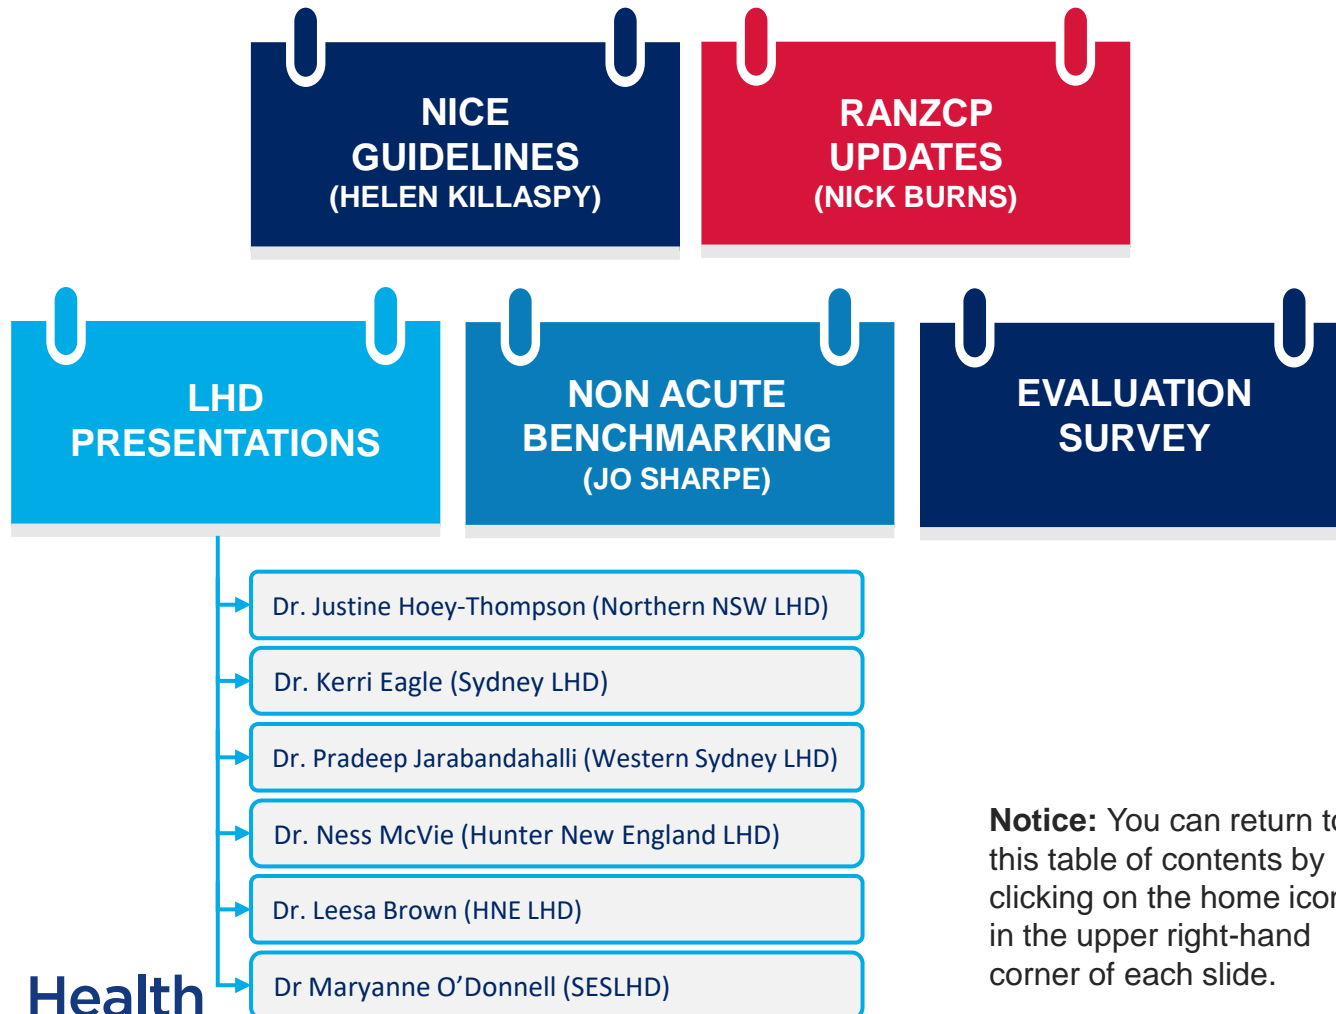 NICE
GUIDELINES
(HELEN KILLASPY)
RANZCP
UPDATES
(NICK BURNS)
LHD
PRESENTATIONS
NON ACUTE
BENCHMARKING
(JO SHARPE)
EVALUATION
SURVEY
Dr. Justine Hoey-Thompson (Northern NSW LHD)
Dr. Kerri Eagle (Sydney LHD)
Dr. Pradeep Jarabandahalli (Western Sydney LHD)
Dr. Ness McVie (Hunter New England LHD)
Dr. Leesa Brown (HNE LHD)
Dr Maryanne O'Donnell (SESLHD)
Notice: You can return to
this table of contents by
clicking on the home icon
in the upper right-hand
corner of each slide.
Health